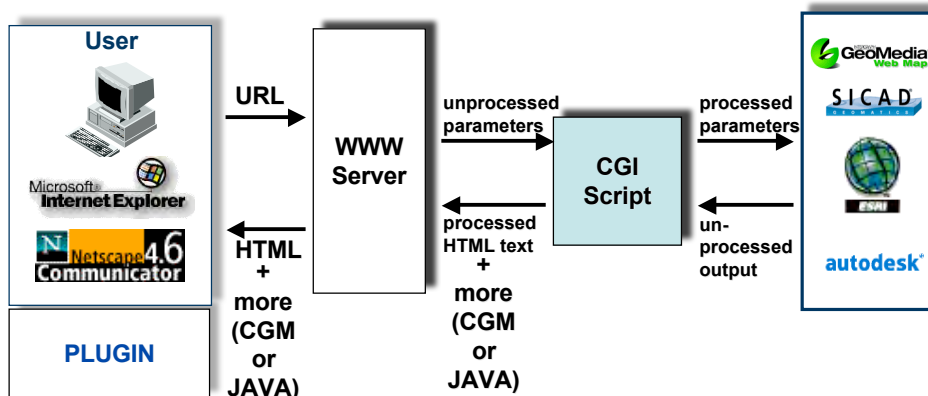 User
Microsoft®
Internet Explorer
N
Netscape 4.6
Communicator
PLUGIN
URL
HTML
+
more
(CGM
or
JAVA)
WWW
Server
unprocessed
parameters
processed
HTML text
+
more
(CGM
or
JAVA)
CGI
Script
processed
parameters
un-
processed
output
GeoMedia
Web Map
SICAD
GEOMATICS
ESRI
autodesk